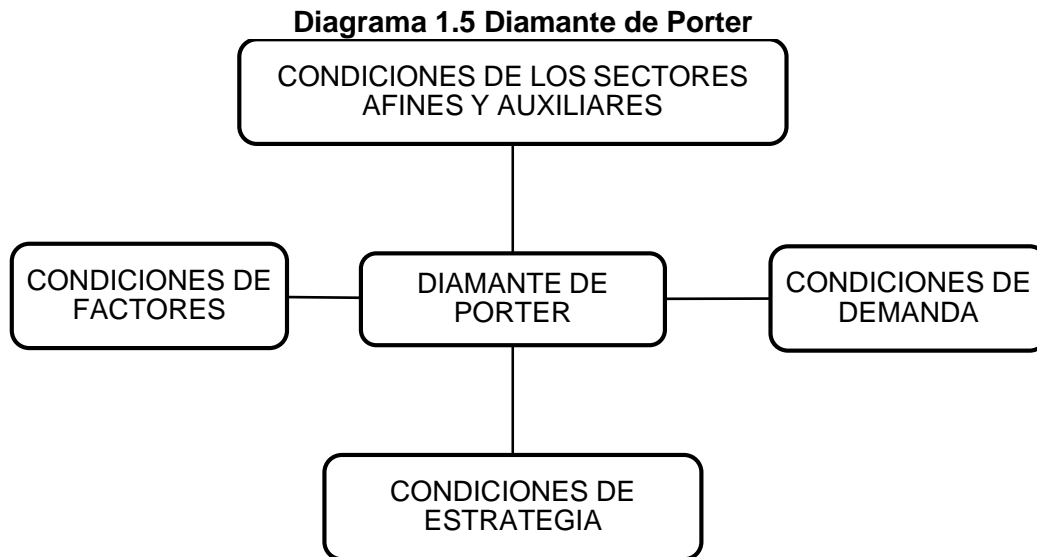 Diagrama 1.5 Diamante de Porter
CONDICIONES DE LOS SECTORES
AFINES Y AUXILIARES
CONDICIONES DE
FACTORES
DIAMANTE DE
PORTER
CONDICIONES DE
DEMANDA
CONDICIONES DE
ESTRATEGIA